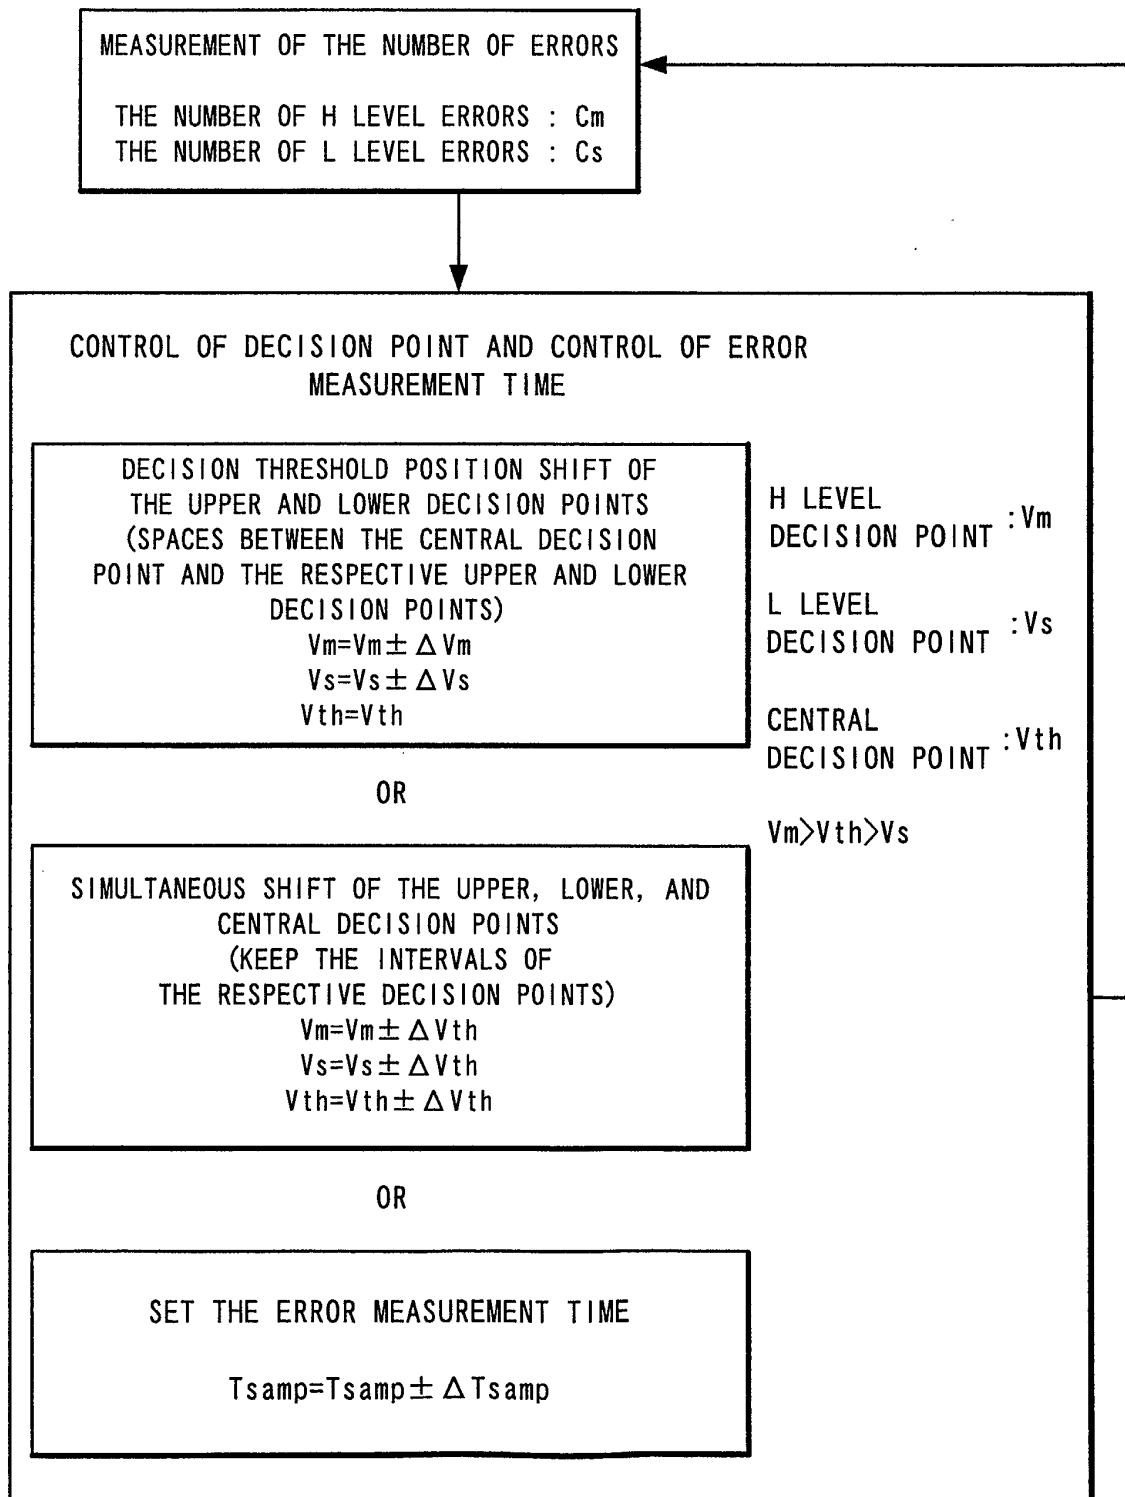 MEASUREMENT OF THE NUMBER OF ERRORS
THE NUMBER OF H LEVEL ERRORS : Cm
THE NUMBER OF L LEVEL ERRORS : Cs
CONTROL OF DECISION POINT AND CONTROL OF ERROR
MEASUREMENT TIME
DECISION THRESHOLD POSITION SHIFT OF
THE UPPER AND LOWER DECISION POINTS
(SPACES BETWEEN THE CENTRAL DECISION
POINT AND THE RESPECTIVE UPPER AND LOWER
DECISION POINTS)
Vm=Vm±ΔVm
Vs=Vs±ΔVs
Vth=Vth
H LEVEL
DECISION POINT :Vm
L LEVEL
DECISION POINT :Vs
CENTRAL
DECISION POINT :Vth
Vm>Vth>Vs
OR
SIMULTANEOUS SHIFT OF THE UPPER, LOWER, AND
CENTRAL DECISION POINTS
(KEEP THE INTERVALS OF
THE RESPECTIVE DECISION POINTS)
Vm=Vm±ΔVth
Vs=Vs±ΔVth
Vth=Vth±ΔVth
OR
SET THE ERROR MEASUREMENT TIME
Tsamp=Tsamp±ΔTsamp